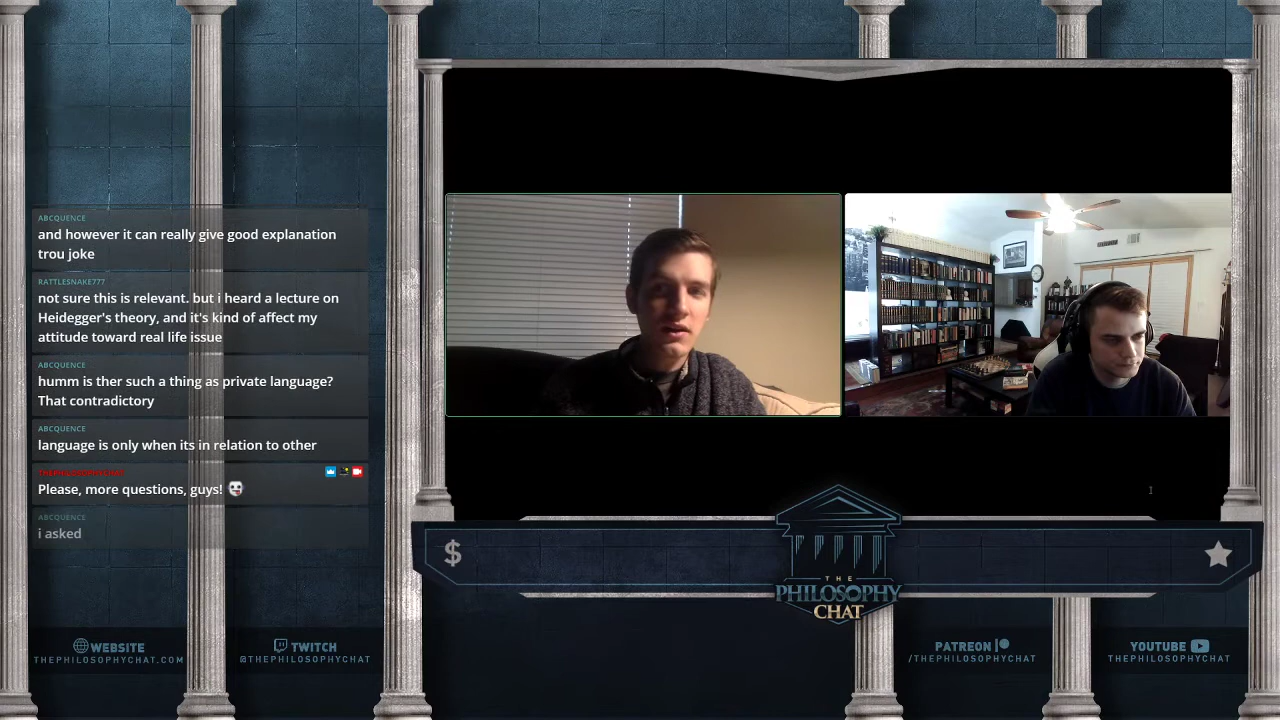 ABCQUENCE
and however it can really give good explanation
trou joke
RATTLESNAKE777
not sure this is relevant. but i heard a lecture on
Heidegger's theory, and it's kind of affect my
attitude toward real life issue
ABCQUENCE
humm is ther such a thing as private language?
That contradictory
ABCQUENCE
language is only when its in relation to other
THEPHILOSOPHYCHAT
Please, more questions, guys!
ABCQUENCE
i asked
$
THE
PHILOSOPHY
CHAT
WEBSITE
THEPHILOSOPHYCHAT.COM
TWITCH
@THEPHILOSOPHYCHAT
PATREON
/THEPHILOSOPHYCHAT
YOUTUBE
THEPHILOSOPHYCHAT